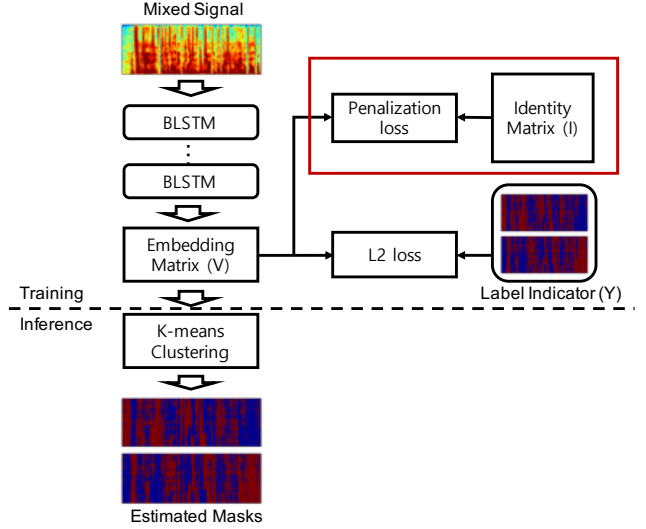 Mixed Signal
BLSTM
BLSTM
Embedding
Matrix (V)
Penalization
loss
Identity
Matrix (I)
L2 loss
Label Indicator (Y)
Training
Inference
K-means
Clustering
Estimated Masks